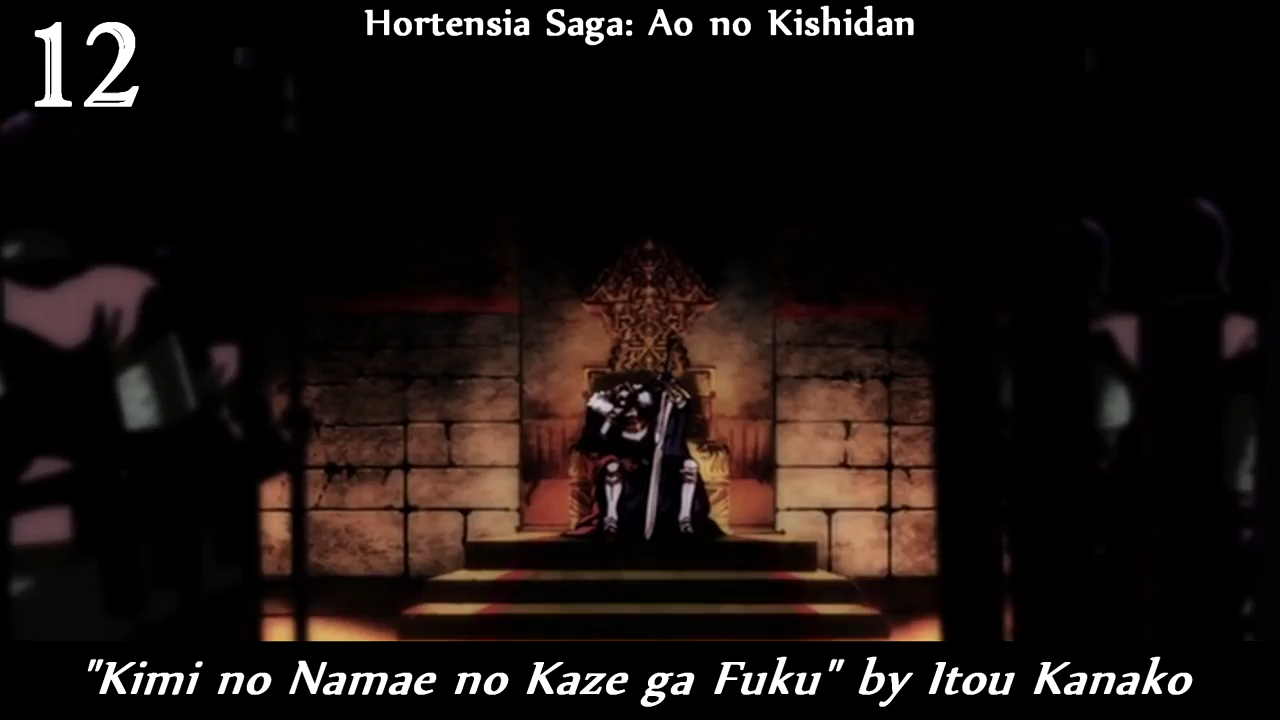 Hortensia Saga: Ao no Kishidan
12
"Kimi no Namae no Kaze ga Fuku" by Itou Kanako